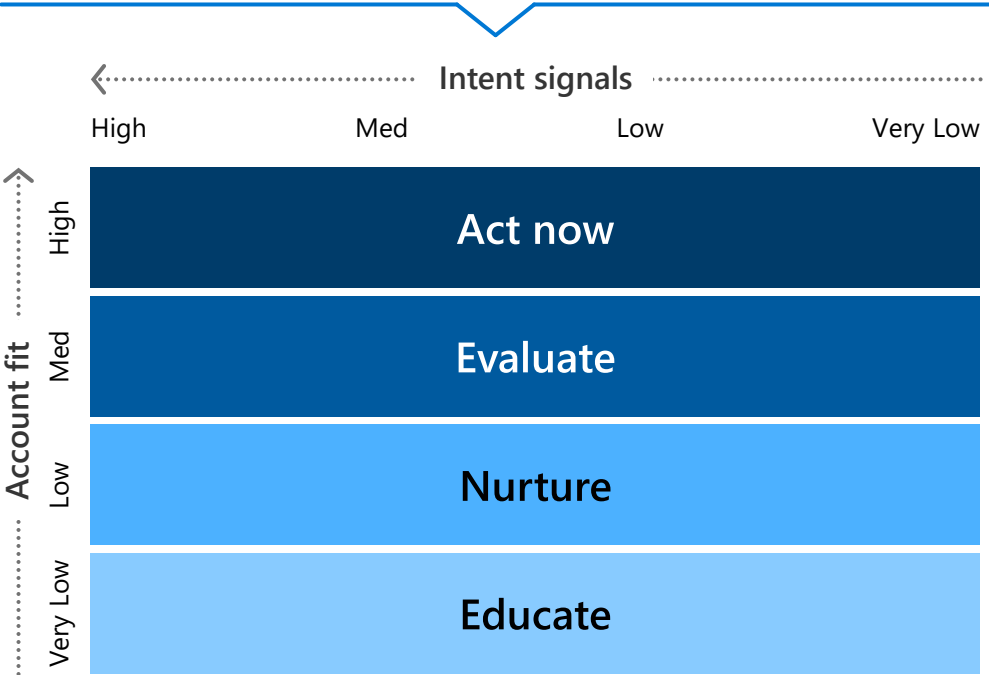 Intent signals
High Med Low Very Low
Account fit
High
Act now
Med
Evaluate
Low
Nurture
Very Low
Educate